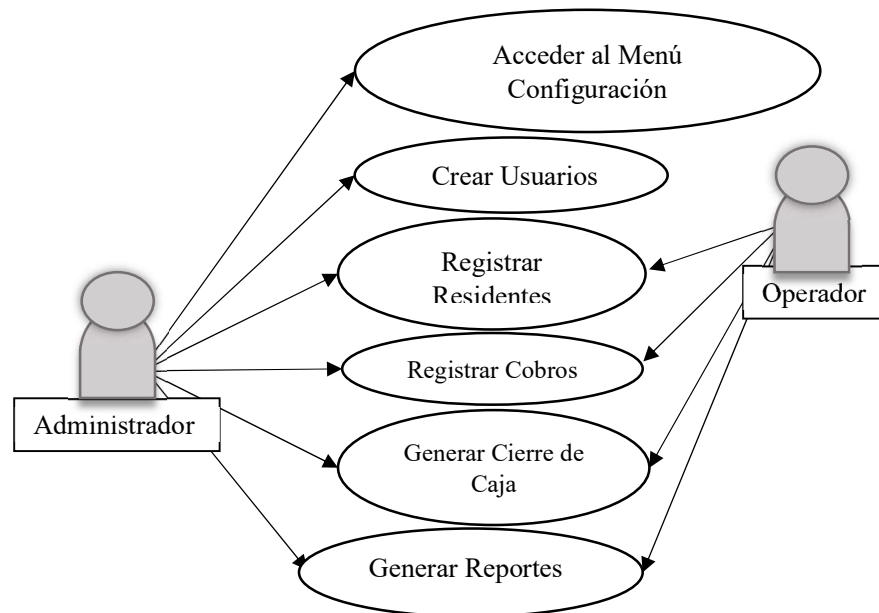 Acceder al Menú
Configuración
Crear Usuarios
Registrar
Residentes
Operador
Registrar Cobros
Administrador
Generar Cierre de
Caja
Generar Reportes